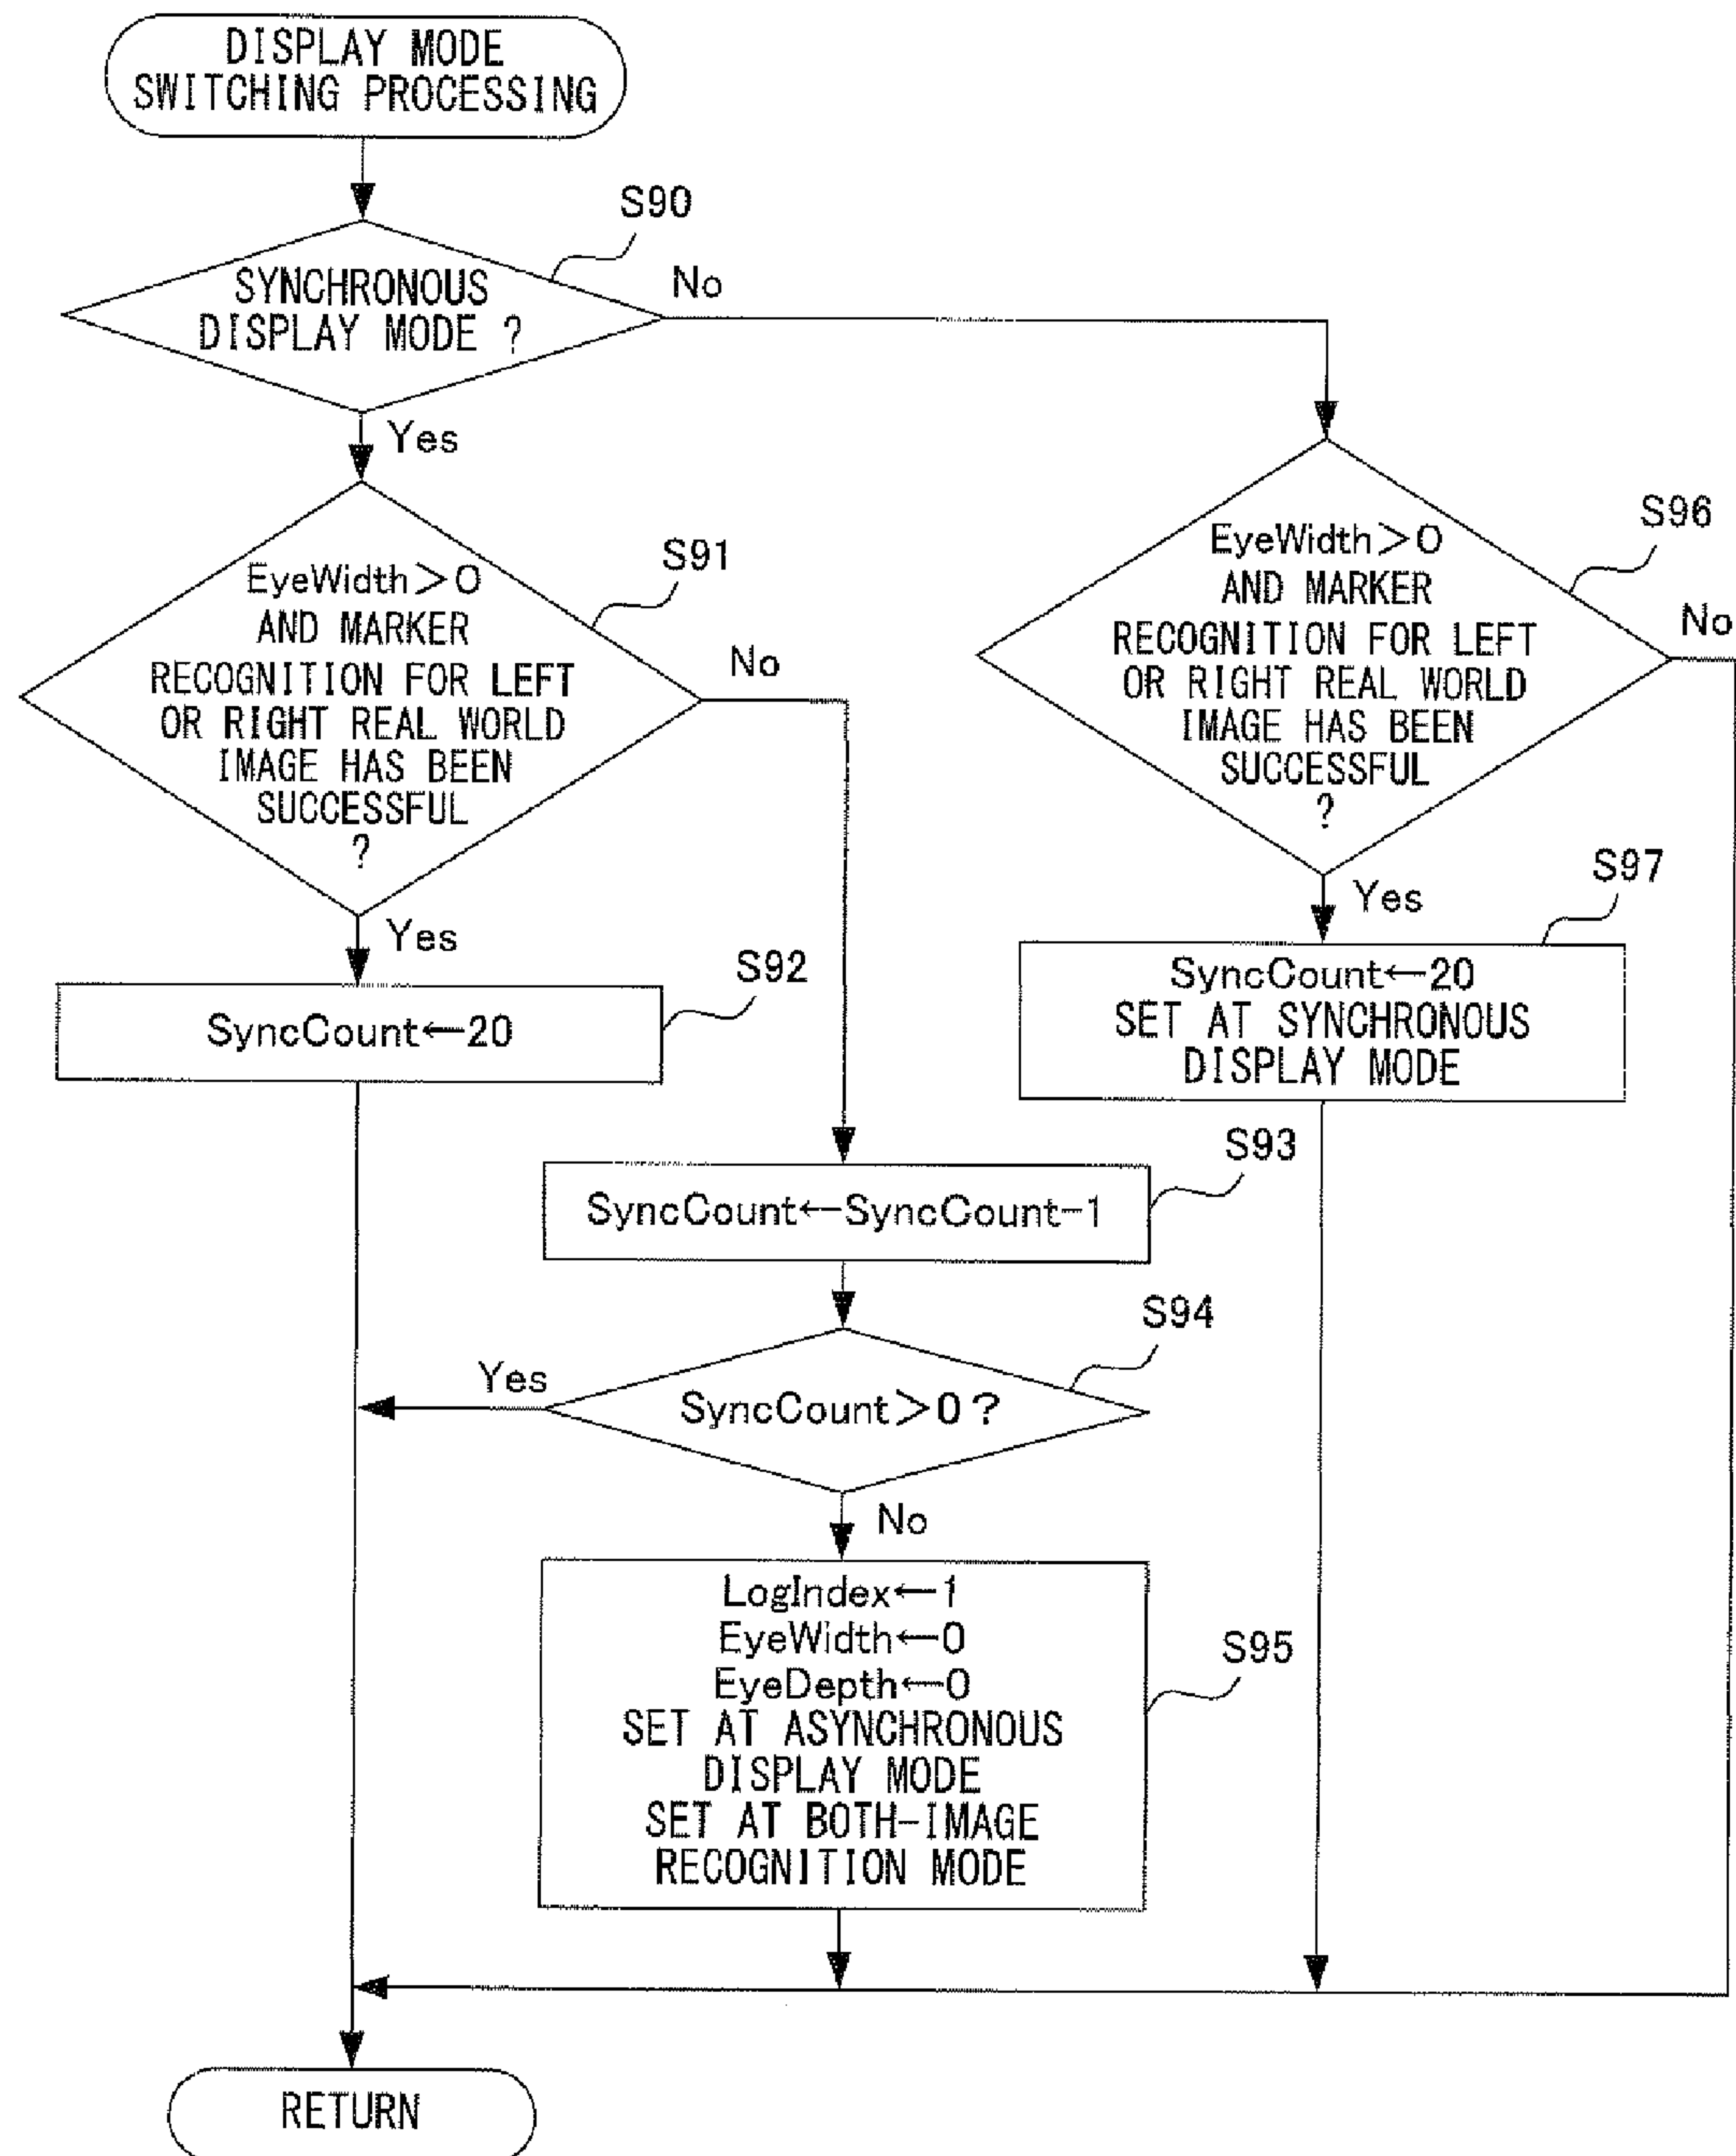 DISPLAY MODE
SWITCHING PROCESSING
S90
SYNCHRONOUS
DISPLAY MODE ?
No
Yes
S91
EyeWidth>0
AND MARKER
RECOGNITION FOR LEFT
OR RIGHT REAL WORLD
IMAGE HAS BEEN
SUCCESSFUL
?
No
Yes
S92
SyncCount←20
S93
SyncCount←SyncCount-1
S94
SyncCount>0?
Yes
No
S95
LogIndex←1
EyeWidth←0
EyeDepth←0
SET AT ASYNCHRONOUS
DISPLAY MODE
SET AT BOTH-IMAGE
RECOGNITION MODE
S96
EyeWidth>0
AND MARKER
RECOGNITION FOR LEFT
OR RIGHT REAL WORLD
IMAGE HAS BEEN
SUCCESSFUL
?
No
Yes
S97
SyncCount←20
SET AT SYNCHRONOUS
DISPLAY MODE
RETURN